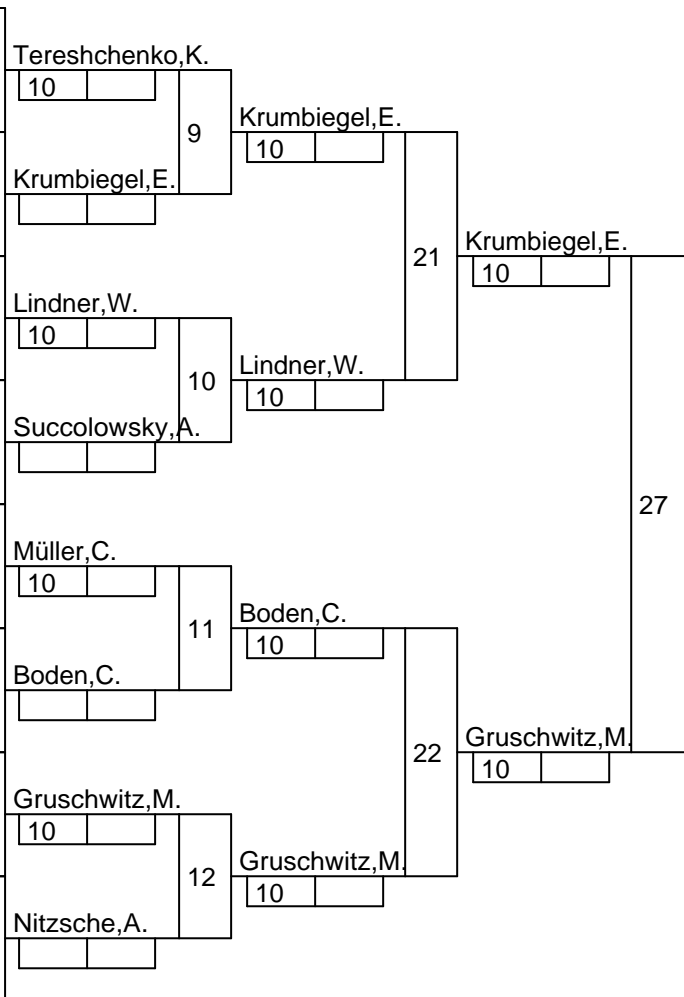 Tereshchenko,K.
10
9
Krumbiegel,E.
Lindner,W.
10
10
Succolowsky,A.
Müller,C.
10
11
Boden,C.
Gruschwitz,M.
10
12
Nitzsche,A.
Krumbiegel,E.
10
21
Lindner,W.
10
Boden,C.
10
22
Gruschwitz,M.
10
Krumbiegel,E.
10
27
Gruschwitz,M.
10